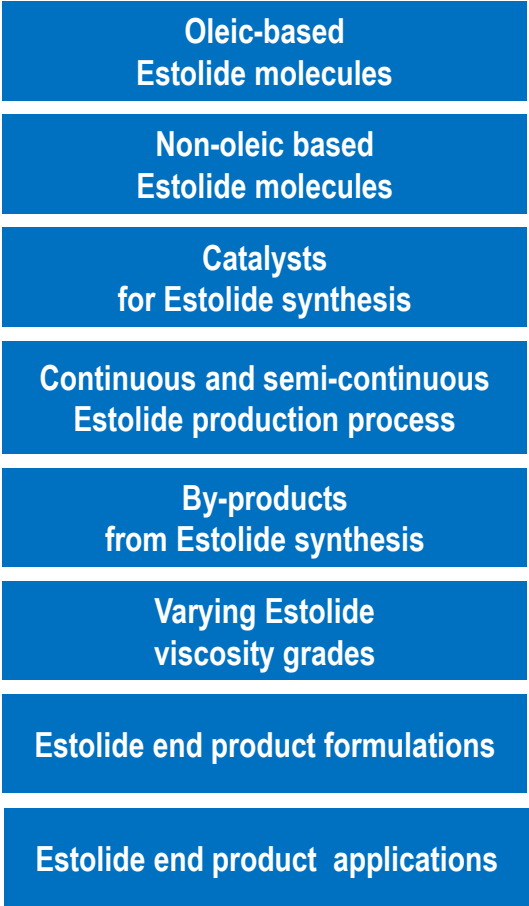 Oleic-based
Estolide molecules
Non-oleic based
Estolide molecules
Catalysts
for Estolide synthesis
Continuous and semi-continuous
Estolide production process
By-products
from Estolide synthesis
Varying Estolide
viscosity grades
Estolide end product formulations
Estolide end product  applications